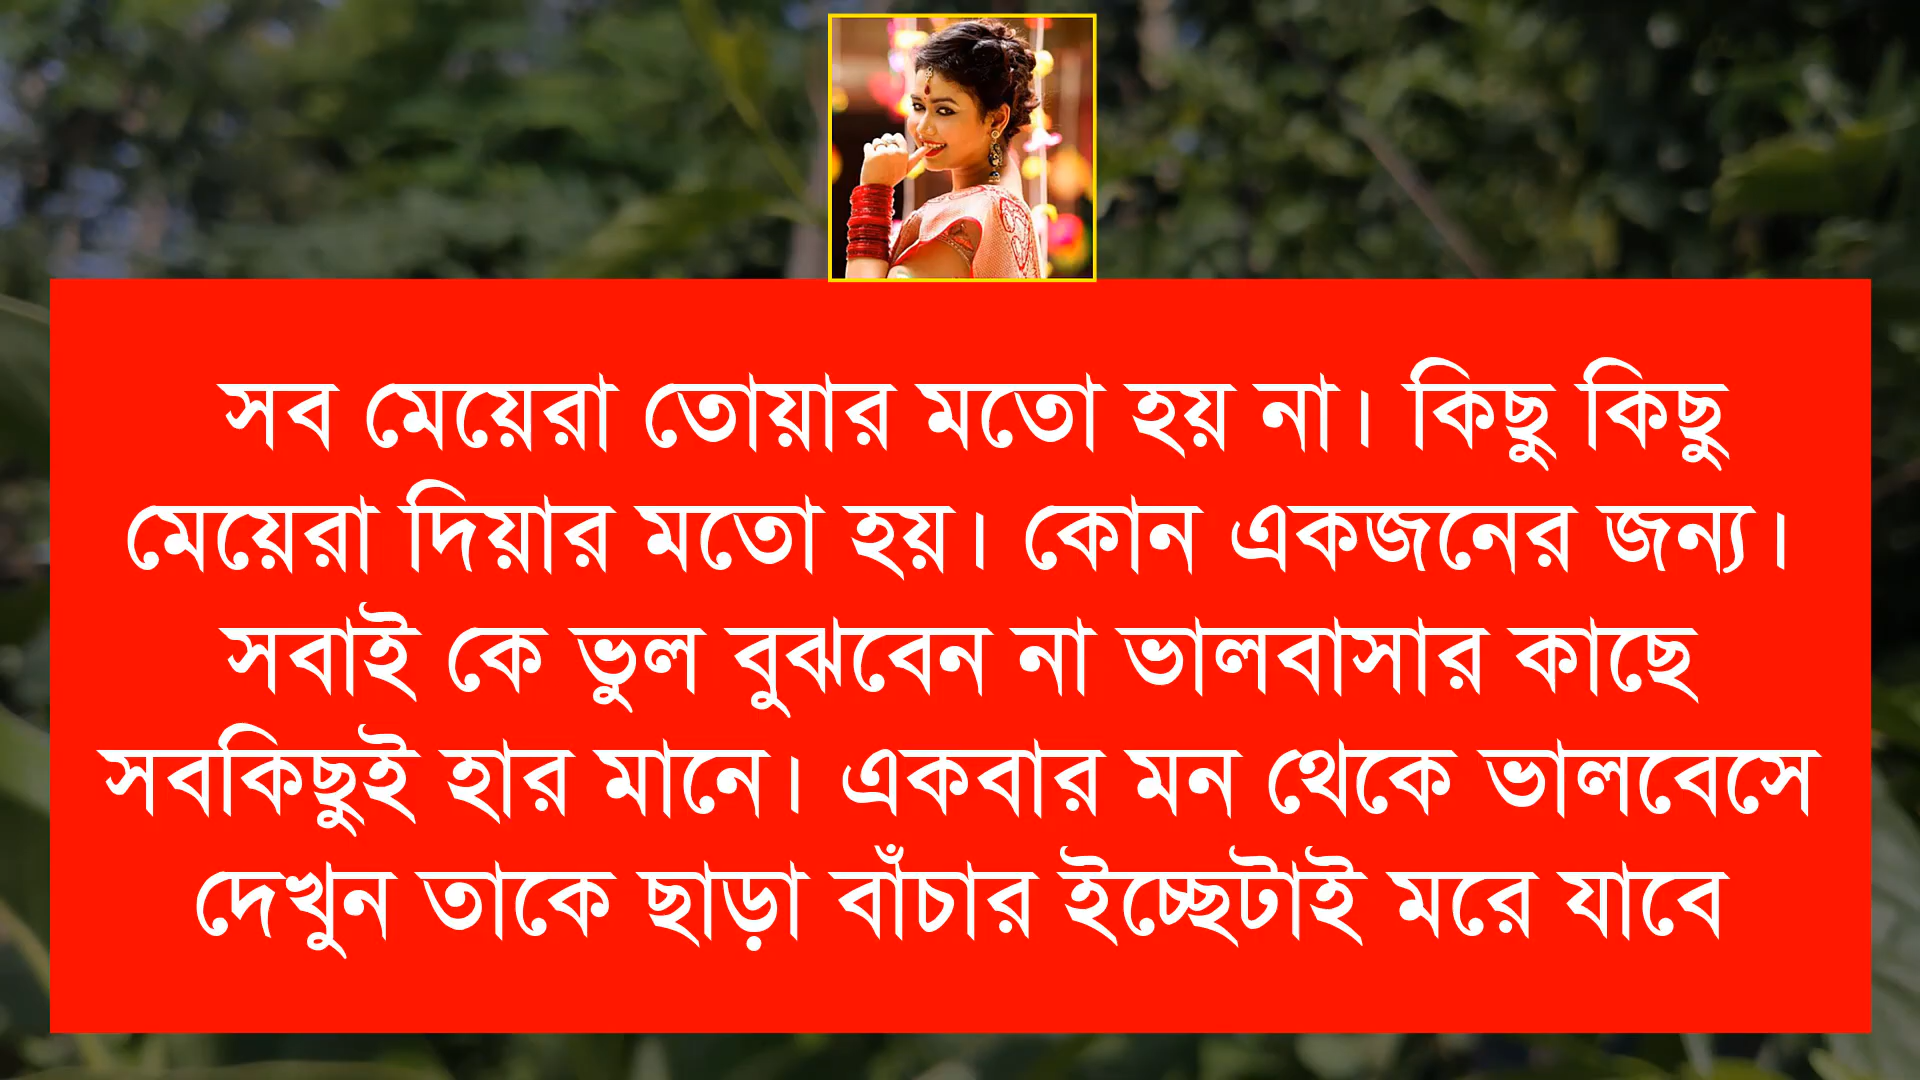 সব মেয়েরা তোয়ার মতো হয় না। কিছু কিছু
মেয়েরা দিয়ার মতো হয়। কোন একজনের জন্য।
সবাই কে ভুল বুঝবেন না ভালবাসার কাছে
সবকিছুই হার মানে। একবার মন থেকে ভালবেসে
দেখুন তাকে ছাড়া বাঁচার ইচ্ছেটাই মরে যাবে